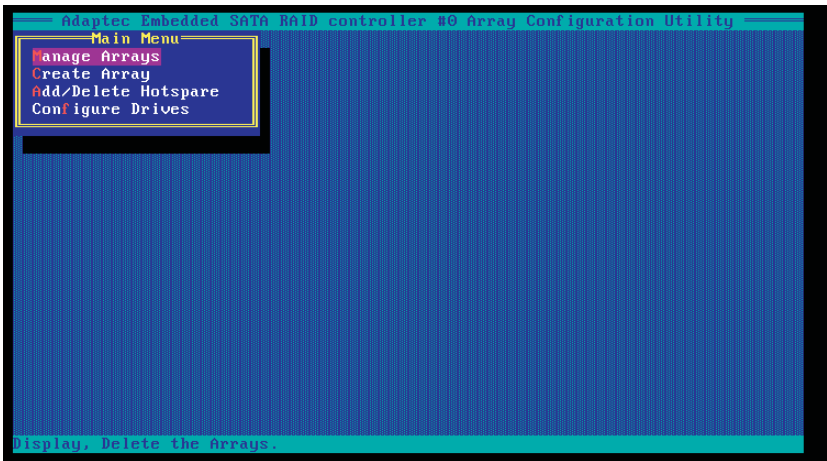 Adaptec Embedded SATA RAID controller #0 Array Configuration Utility
Main Menu
Manage Arrays
Create Array
Add/Delete Hotspare
Configure Drives
Display, Delete the Arrays.